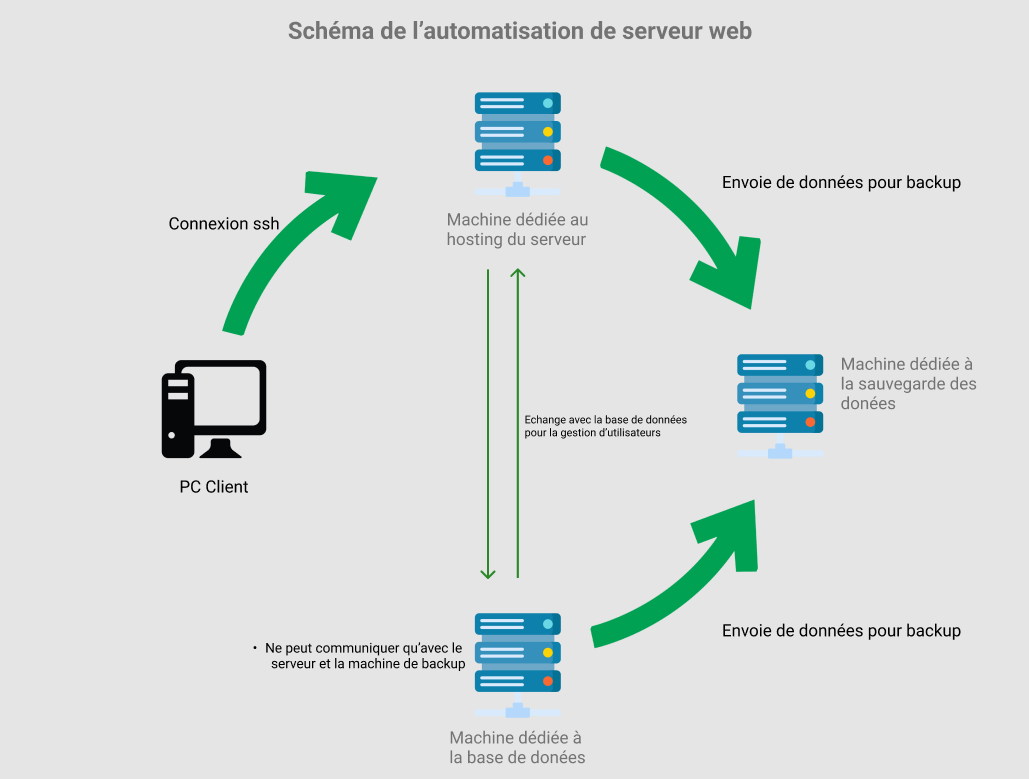 Schéma de l'automatisation de serveur web
Envoie de données pour backup
Connexion ssh
Machine dédiée au
hosting du serveur
Machine dédiée à
la sauvegarde des
donées
Echange avec la base de données
pour la gestion d'utilisateurs
PC Client
Envoie de données pour backup
• Ne peut communiquer qu'avec le
serveur et la machine de backup
Machine dédiée à
la base de donées